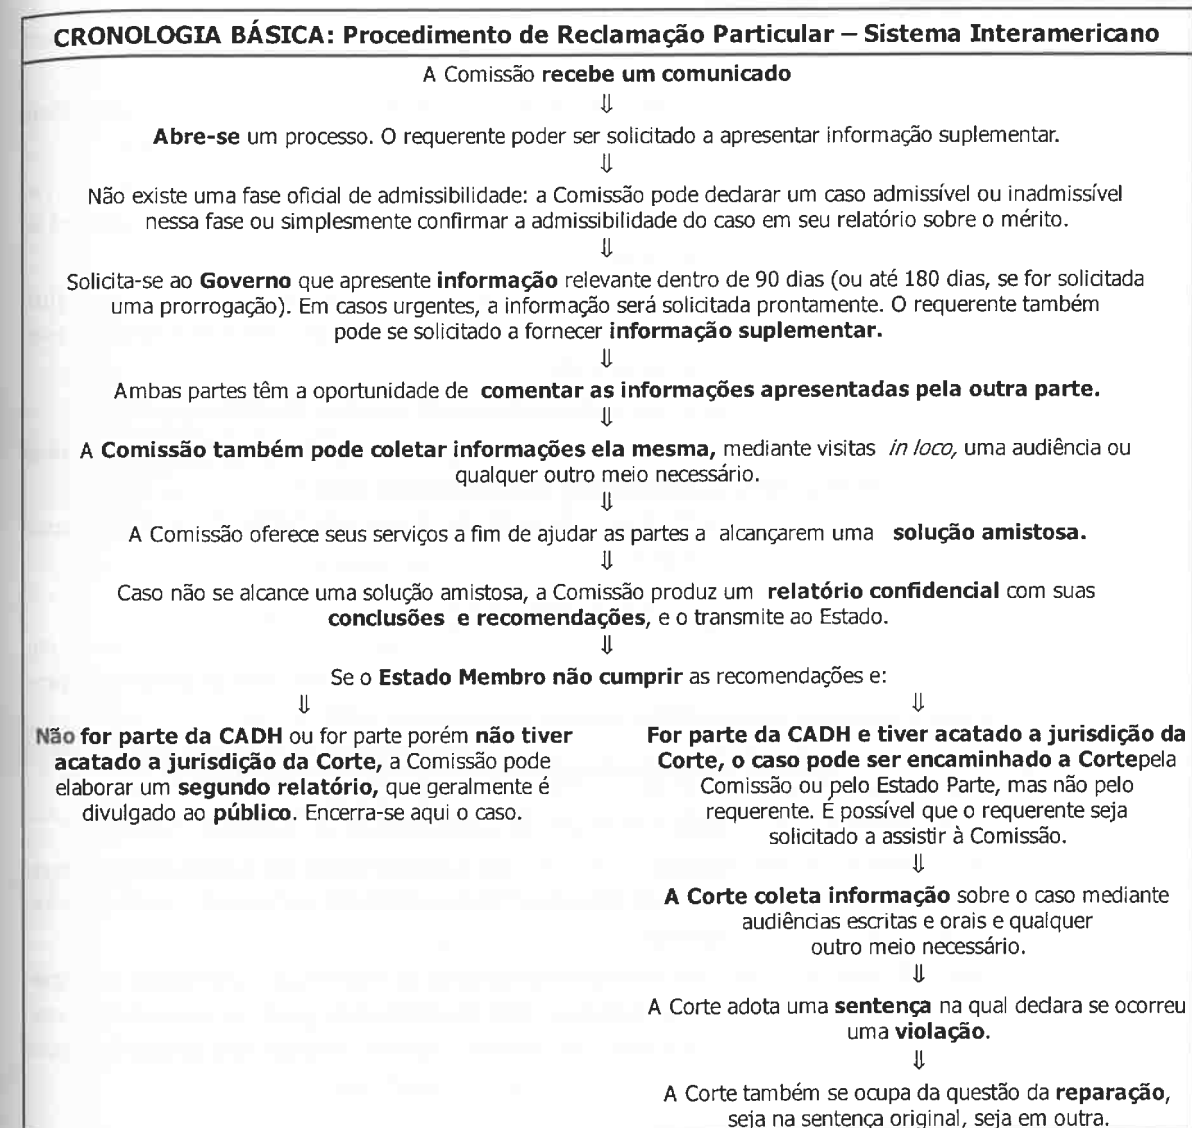 CRONOLOGIA BÁSICA: Procedimento de Reclamação Particular – Sistema Interamericano
A Comissão recebe um comunicado
⇓
Abre-se um processo. O requerente poder ser solicitado a apresentar informação suplementar.
⇓
Não existe uma fase oficial de admissibilidade: a Comissão pode declarar um caso admissível ou inadmissível
nessa fase ou simplesmente confirmar a admissibilidade do caso em seu relatório sobre o mérito.
⇓
Solicita-se ao Governo que apresente informação relevante dentro de 90 dias (ou até 180 dias, se for solicitada
uma prorrogação). Em casos urgentes, a informação será solicitada prontamente. O requerente também
pode se solicitado a fornecer informação suplementar.
⇓
Ambas partes têm a oportunidade de comentar as informações apresentadas pela outra parte.
⇓
A Comissão também pode coletar informações ela mesma, mediante visitas in loco, uma audiência ou
qualquer outro meio necessário.
⇓
A Comissão oferece seus serviços a fim de ajudar as partes a alcançarem uma solução amistosa.
⇓
Caso não se alcance uma solução amistosa, a Comissão produz um relatório confidencial com suas
conclusões e recomendações, e o transmite ao Estado.
⇓
Se o Estado Membro não cumprir as recomendações e:
⇓
Não for parte da CADH ou for parte porém não tiver
acatado a jurisdição da Corte, a Comissão pode
elaborar um segundo relatório, que geralmente é
divulgado ao público. Encerra-se aqui o caso.
⇓
For parte da CADH e tiver acatado a jurisdição da
Corte, o caso pode ser encaminhado a Cortepela
Comissão ou pelo Estado Parte, mas não pelo
requerente. É possível que o requerente seja
solicitado a assistir à Comissão.
⇓
A Corte coleta informação sobre o caso mediante
audiências escritas e orais e qualquer
outro meio necessário.
⇓
A Corte adota uma sentença na qual declara se ocorreu
uma violação.
⇓
A Corte também se ocupa da questão da reparação,
seja na sentença original, seja em outra.